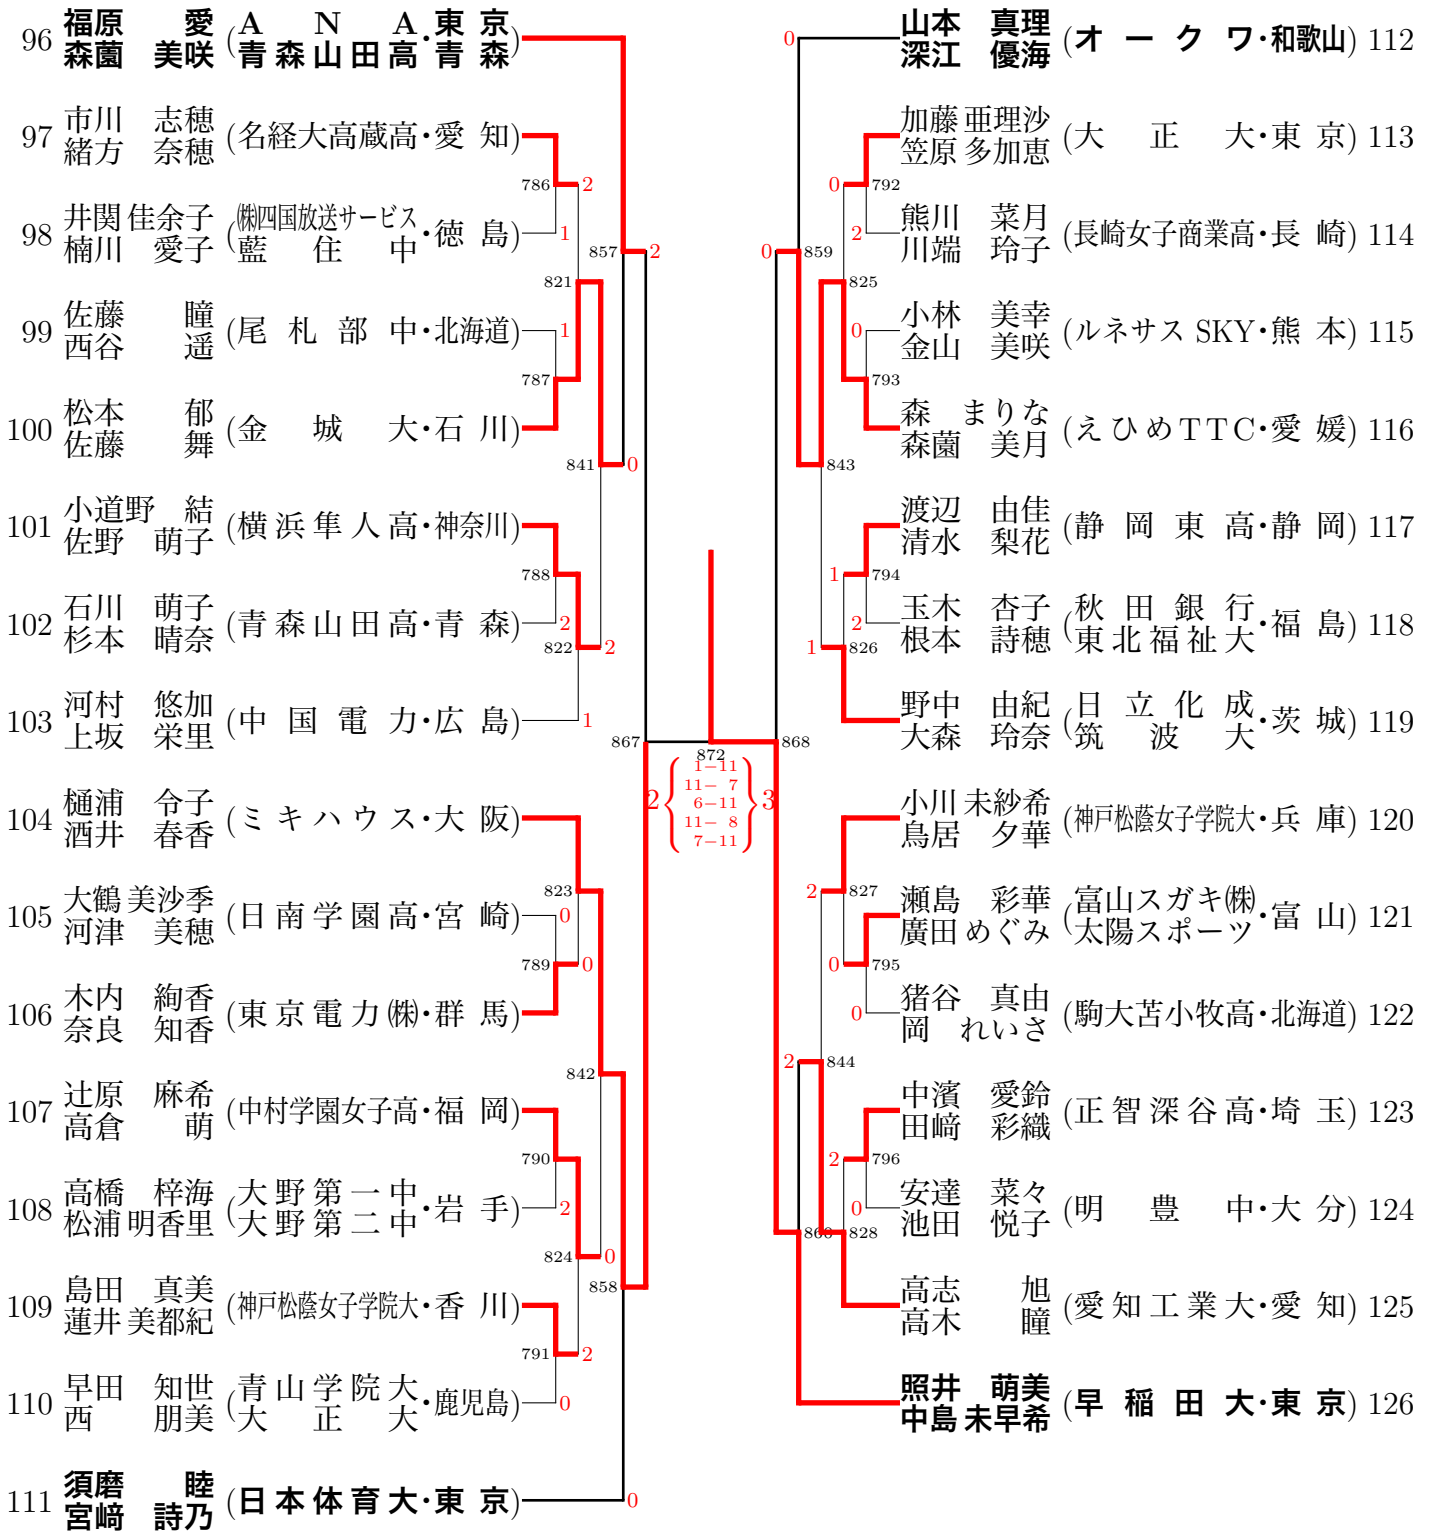 96 福原 愛 (ANA・東京)
森薗 美咲 (青森山田高・青森)
97 市川 志穂 (名経大高蔵高・愛知)
緒方 奈穂
98 井関 佳余子 (㈱四国放送サービス・徳島)
楠川 愛子 (藍住中)
99 佐藤 瞳 (尾札部中・北海道)
西谷 遥
100 松本 郁 (金城大・石川)
佐藤 舞
101 小道野 結 (横浜隼人高・神奈川)
佐野 萌子
102 石川 萌子 (青森山田高・青森)
杉本 晴奈
103 河村 悠加 (中国電力・広島)
上坂 栄里
104 樋浦 令子 (ミキハウス・大阪)
酒井 春香
105 大鶴 美沙季 (日南学園高・宮崎)
河津 美穂
106 木内 絢香 (東京電力㈱・群馬)
奈良 知香
107 辻原 麻希 (中村学園女子高・福岡)
高倉 萌
108 高橋 梓海 (大野第一中・岩手)
松浦 明香里 (大野第二中)
109 島田 真美 (神戸松蔭女子学院大・香川)
蓮井 美都紀
110 早田 知世 (青山学院大・鹿児島)
西 朋美 (大正大)
111 須磨 睦 (日本体育大・東京)
宮﨑 詩乃
786 2
1
857 2
821
1
787
841 0
788
2
822 2
1
867
823
0
789 0
842
790
2
824 0
858
791 2
0
0
872
2 { 1-11 } 3
11- 7
6-11
11- 8
7-11
868
0
0 792
2
0 859
825
0
793
843
1 794
2
1 826
2 827
0 795
0
2 844
2 796
0
860 828
山本 真理 (オークワ・和歌山) 112
深江 優海
加藤 亜理沙 (大正大・東京) 113
笠原 多加恵
熊川 菜月 (長崎女子商業高・長崎) 114
川端 玲子
小林 美幸 (ルネサス SKY・熊本) 115
金山 美咲
森 まりな (えひめTTC・愛媛) 116
森薗 美月
渡辺 由佳 (静岡東高・静岡) 117
清水 梨花
玉木 杏子 (秋田銀行・福島) 118
根本 詩穂 (東北福祉大)
野中 由紀 (日立化成・茨城) 119
大森 玲奈 (筑波大)
小川 未紗希 (神戸松蔭女子学院大・兵庫) 120
鳥居 夕華
瀬島 彩華 (富山スガキ㈱・富山) 121
廣田 めぐみ (太陽スポーツ)
猪谷 真由 (駒大苫小牧高・北海道) 122
岡 れいさ
中濱 愛鈴 (正智深谷高・埼玉) 123
田﨑 彩織
安達 菜々 (明豊中・大分) 124
池田 悦子
高志 旭 (愛知工業大・愛知) 125
高木 瞳
照井 萌美 (早稲田大・東京) 126
中島 未早希